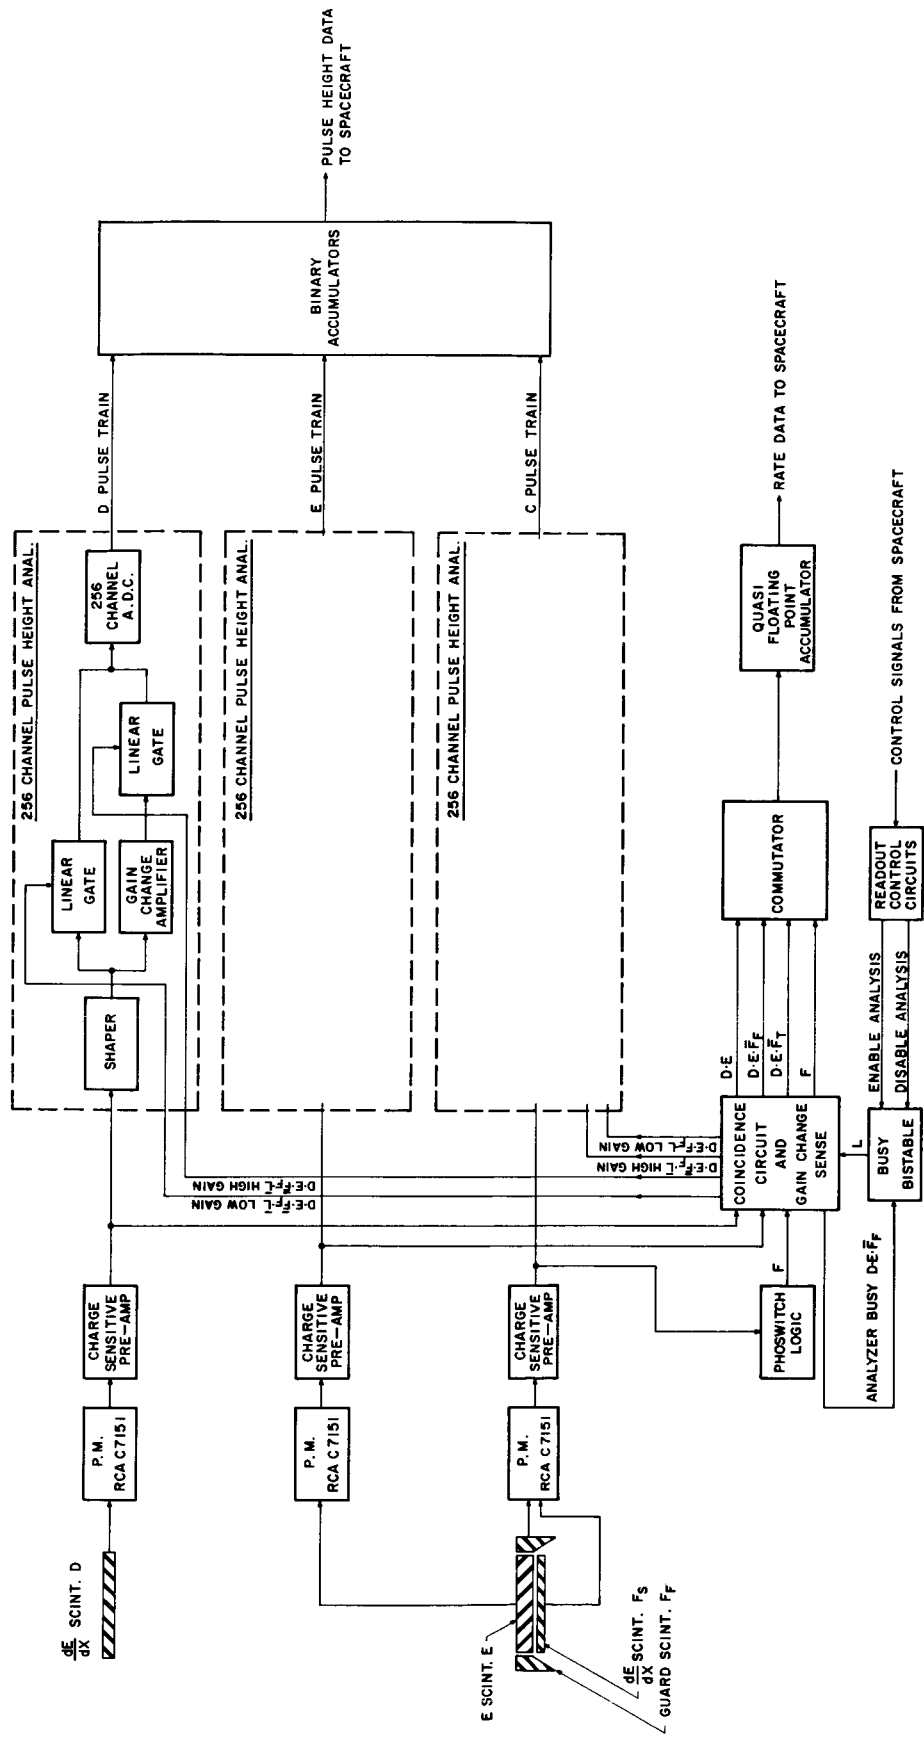 dE
dX
SCINT. D
P.M.
RCA C7151
CHARGE
SENSITIVE
PRE-AMP
256 CHANNEL PULSE HEIGHT ANAL.
SHAPER
LINEAR
GATE
GAIN
CHANGE
AMPLIFIER
LINEAR
GATE
256
CHANNEL
A.D.C.
D PULSE TRAIN
P.M.
RCA C7151
CHARGE
SENSITIVE
PRE-AMP
256 CHANNEL PULSE HEIGHT ANAL.
E PULSE TRAIN
BINARY
ACCUMULATORS
PULSE HEIGHT DATA
TO SPACECRAFT
E SCINT. E
dE
dX
SCINT. FS
GUARD SCINT. FF
P.M.
RCA C7151
CHARGE
SENSITIVE
PRE-AMP
256 CHANNEL PULSE HEIGHT ANAL.
C PULSE TRAIN
D·E·F̅F·L̅ LOW GAIN
D·E·F̅F·L̅ HIGH GAIN
HIGH GAIN
LOW GAIN
PHOSWITCH
LOGIC
F
COINCIDENCE
CIRCUIT
AND
GAIN CHANGE
SENSE
D·E
D·E·F̅F
D·E·F̅T
F
COMMUTATOR
QUASI
FLOATING
POINT
ACCUMULATOR
RATE DATA TO SPACECRAFT
ANALYZER BUSY D·E·F̅F
L
BUSY
BISTABLE
ENABLE ANALYSIS
DISABLE ANALYSIS
READOUT
CONTROL
CIRCUITS
CONTROL SIGNALS FROM SPACECRAFT